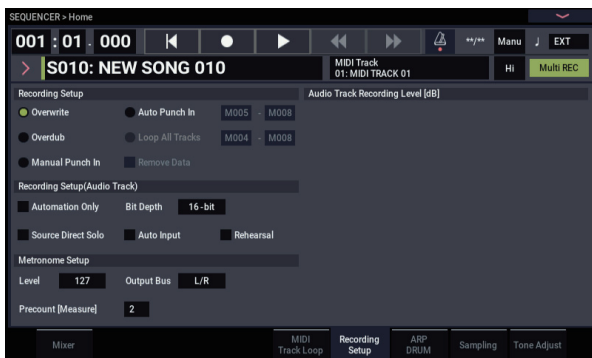 SEQUENCER > Home
001 : 01 . 000 **/** Manu ♩ EXT
S010: NEW SONG 010
MIDI Track
01: MIDI TRACK 01
Hi
Multi REC
Recording Setup
Audio Track Recording Level [dB]
Overwrite Auto Punch In M005 - M008
Overdub Loop All Tracks M004 - M008
Manual Punch In Remove Data
Recording Setup(Audio Track)
Automation Only Bit Depth 16-bit
Source Direct Solo Auto Input Rehearsal
Metronome Setup
Level 127 Output Bus L/R
Precount [Measure] 2
Mixer
MIDI
Track Loop
Recording
Setup
ARP
DRUM
Sampling
Tone Adjust